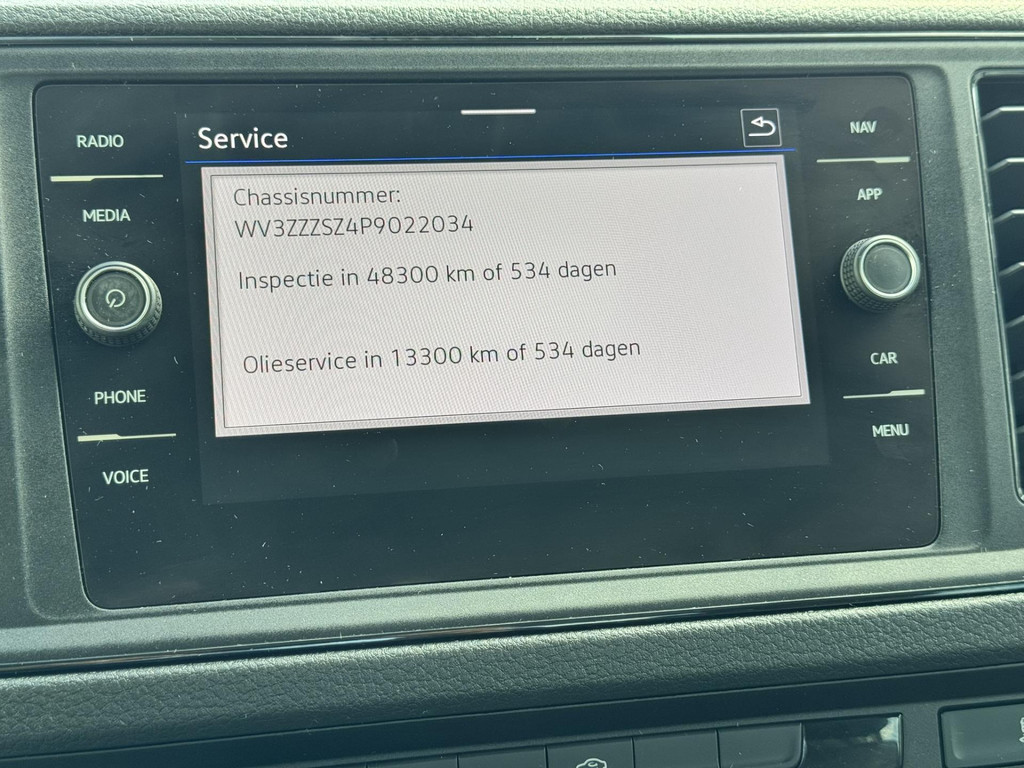 RADIO
MEDIA
PHONE
VOICE
Service
Chassisnummer:
WV3ZZZSZ4P9022034
Inspectie in 48300 km of 534 dagen
Olieservice in 13300 km of 534 dagen
NAV
APP
CAR
MENU